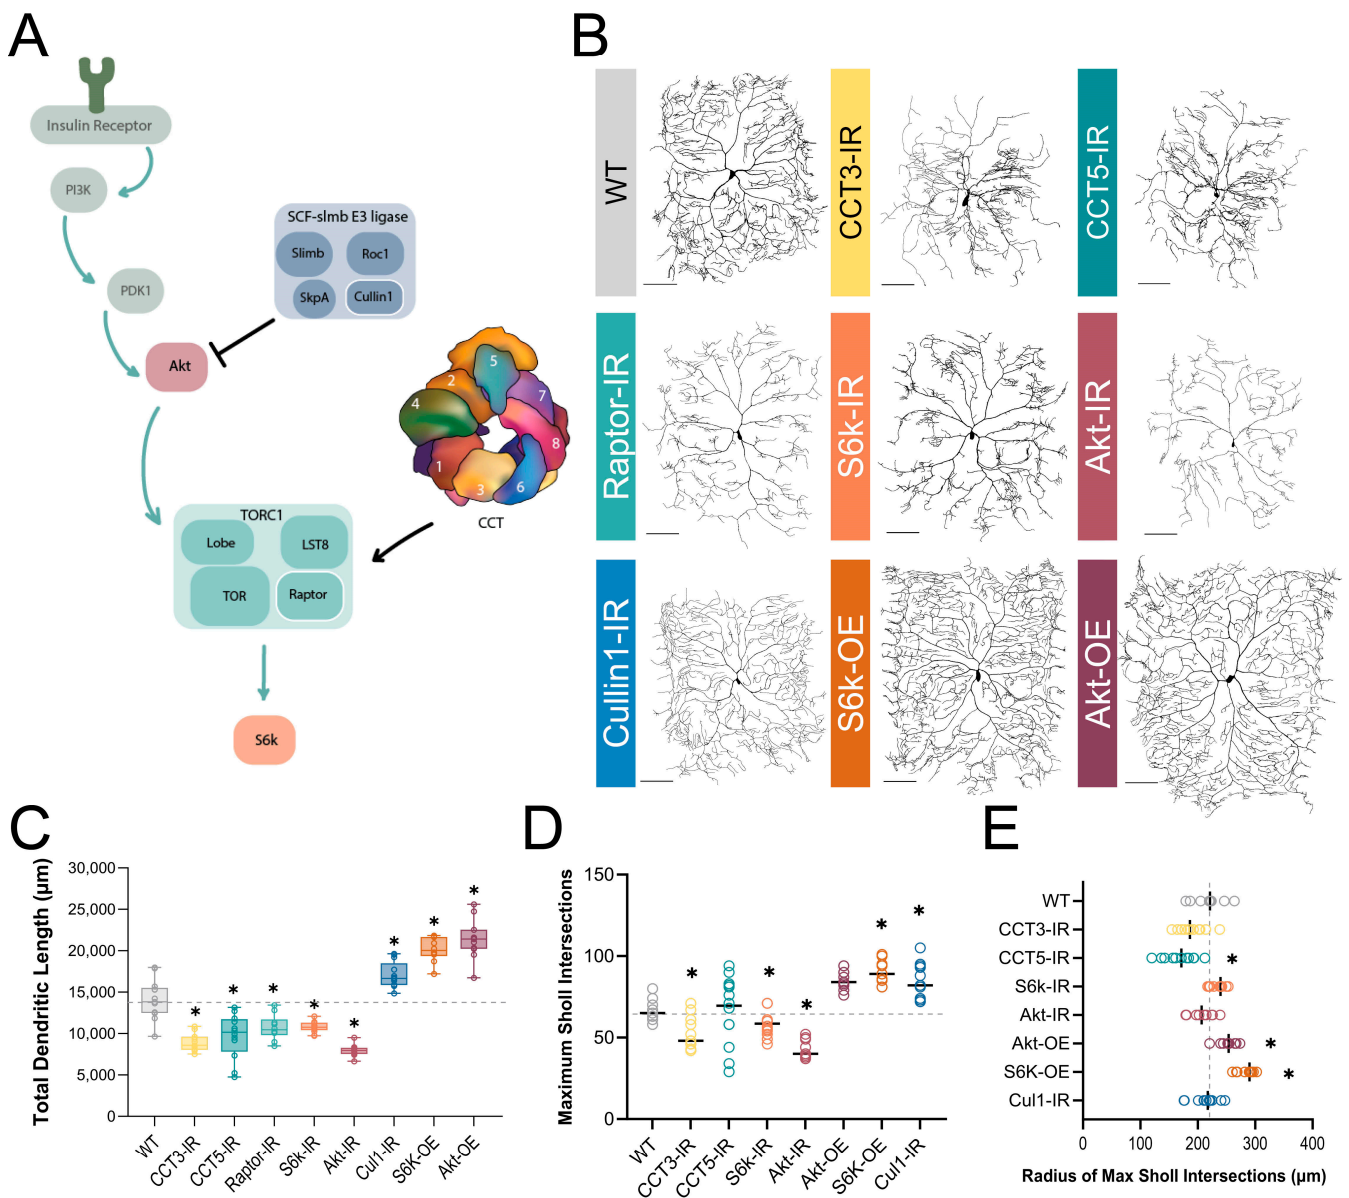 A
Insulin Receptor
PI3K
PDK1
Akt
SCF-slmb E3 ligase
Slimb
Roc1
SkpA
Cullin1
5
2
7
4
8
1
3
6
CCT
TORC1
Lobe
LST8
TOR
Raptor
S6k
B
WT
CCT3-IR
CCT5-IR
Raptor-IR
S6k-IR
Akt-IR
Cullin1-IR
S6k-OE
Akt-OE
C
Total Dendritic Length (μm)
30,000
25,000
20,000
15,000
10,000
5,000
0
* * * * * * * * *
WT
CCT3-IR
CCT5-IR
Raptor-IR
S6k-IR
Akt-IR
Cul1-IR
S6K-OE
Akt-OE
D
Maximum Sholl Intersections
150
100
50
0
* * * * *
WT
CCT3-IR
CCT5-IR
S6k-IR
Akt-IR
Akt-OE
S6K-OE
Cul1-IR
E
WT
CCT3-IR
CCT5-IR *
S6k-IR
Akt-IR
Akt-OE *
S6K-OE *
Cul1-IR
0 100 200 300 400
Radius of Max Sholl Intersections (μm)